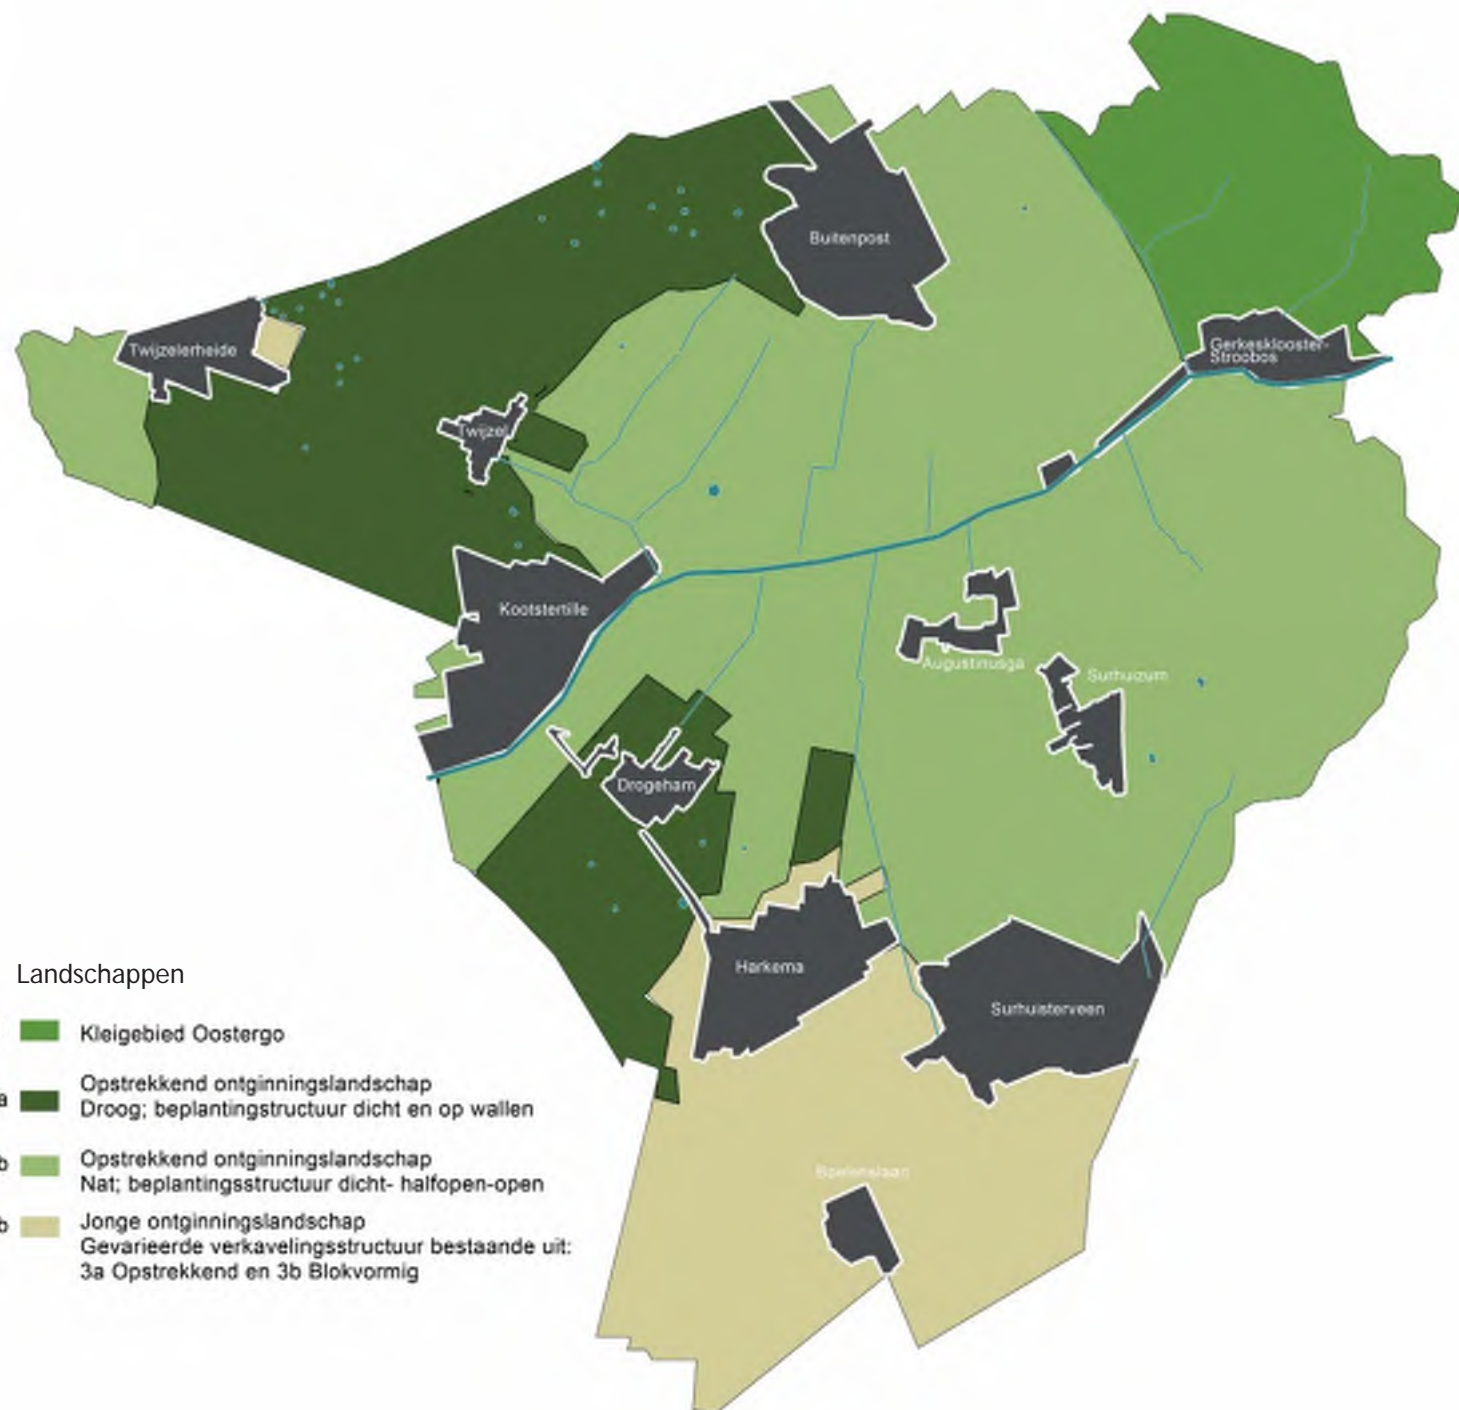 Buitenpost
Gerkesklooster-
Stroobos
Twijzelerheide
Twijzel
Kootstertille
Augustinusga
Surhuizum
Drogeham
Harkema
Surhuisterveen
Boelenslaan
Landschappen
Kleigebied Oostergo
a
Opstrekkend ontginningslandschap
Droog; beplantingstructuur dicht en op wallen
b
Opstrekkend ontginningslandschap
Nat; beplantingsstructuur dicht- halfopen-open
b
Jonge ontginningslandschap
Gevarieerde verkavelingsstructuur bestaande uit:
3a Opstrekkend en 3b Blokvormig